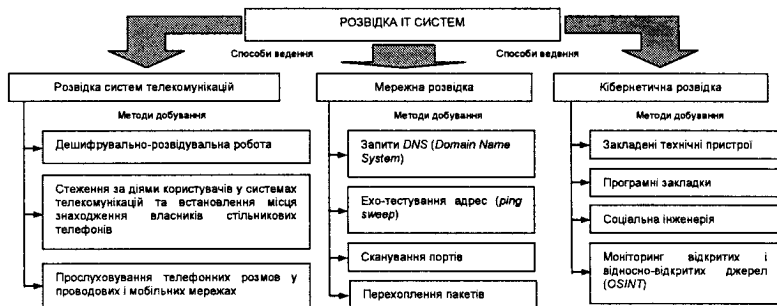 РОЗВІДКА ІТ СИСТЕМ
Способи ведення
Способи ведення
Розвідка систем телекомунікацій
Методи добування
Дешифрувально-розвідувальна робота
Стеження за діями користувачів у системах
телекомунікацій та встановлення місця
знаходження власників стільникових
телефонів
Прослуховування телефонних розмов у
проводових і мобільних мережах
Мережна розвідка
Методи добування
Запити DNS (Domain Name
System)
Ехо-тестування адрес (ping
sweep)
Сканування портів
Перехоплення пакетів
Кібернетична розвідка
Методи добування
Закладені технічні пристрої
Програмні закладки
Соціальна інженерія
Моніторинг відкритих і
відносно-відкритих джерел
(OSINT)